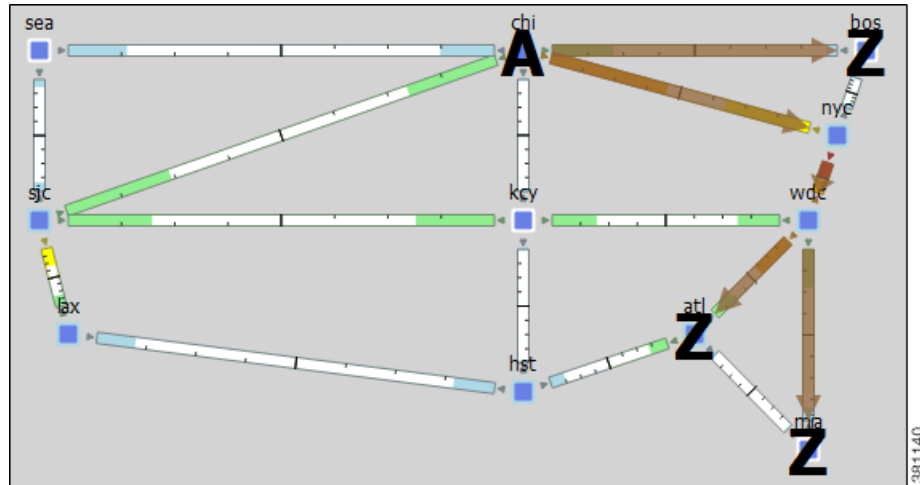 sea
chi
bos
A
Z
nyc
sjc
kcy
wdc
lax
atl
Z
hst
mia
Z
381140